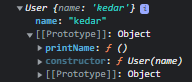 ▼ User {name: 'kedar'} i
name: "kedar"
▼ [[Prototype]]: Object
▶ printName: ƒ ()
▶ constructor: ƒ User(name)
▶ [[Prototype]]: Object